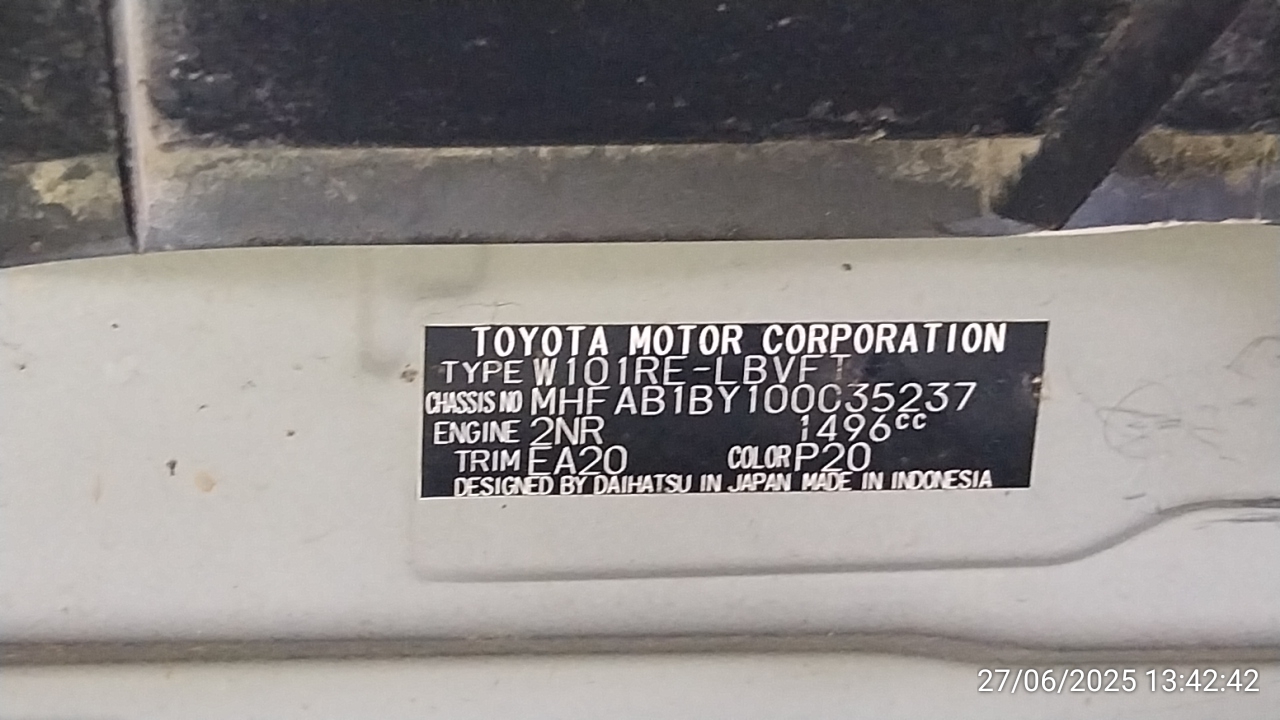 TOYOTA MOTOR CORPORATION
TYPE W101RE-LBVFT
CHASSIS NO MHFAB1BY100035237
ENGINE 2NR 1496cc
TRIM EA20 COLOR P20
DESIGNED BY DAIHATSU IN JAPAN MADE IN INDONESIA
27/06/2025 13:42:42